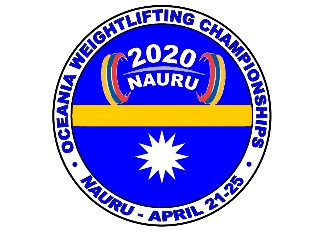 OCEANIA WEIGHTLIFTING CHAMPIONSHIPS
2020
NAURU
• NAURU - APRIL 21-25 •